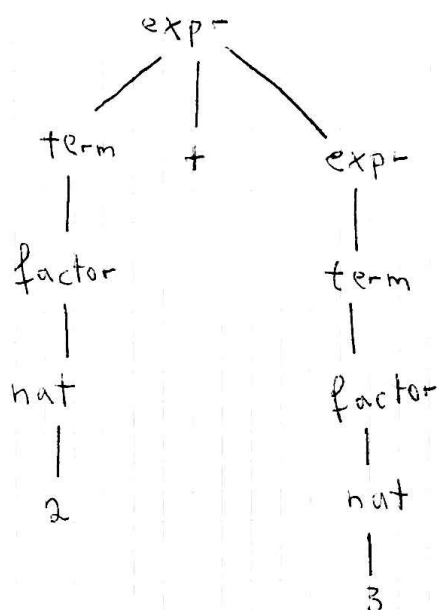 expr
term + expr
factor term
nat factor
2 nat
3